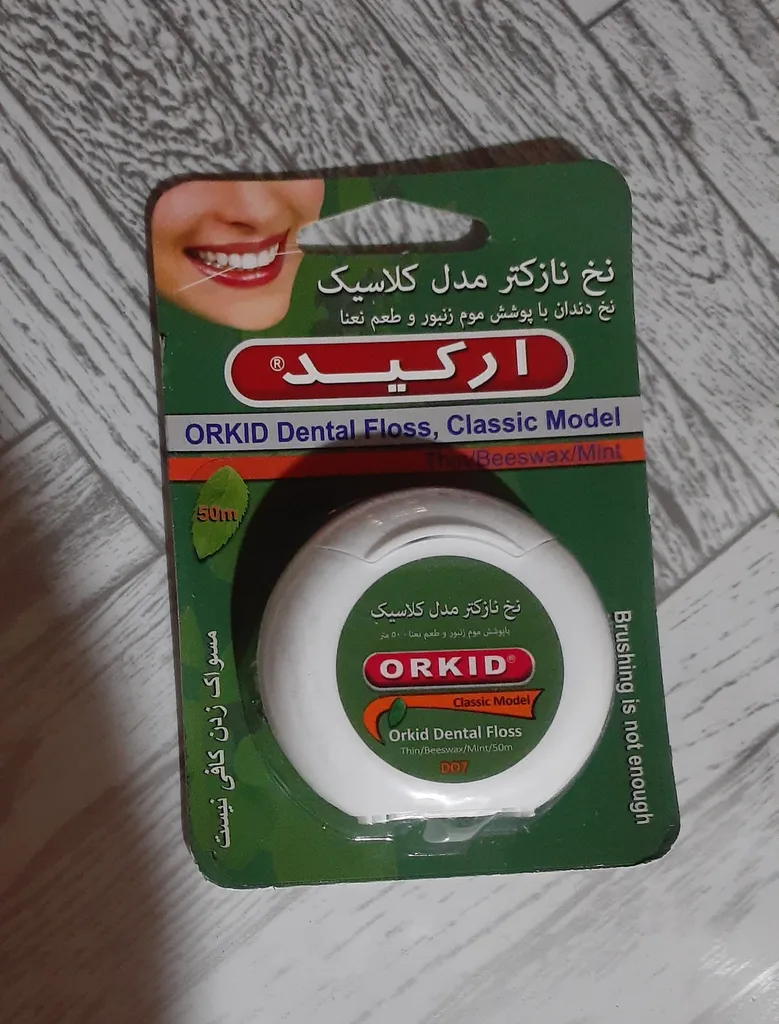 نخ نازکتر مدل کلاسیک
نخ دندان با پوشش موم زنبور و طعم نعنا
ارکید®
ORKID Dental Floss, Classic Model
Thin/Beeswax/Mint
50m
نخ نازکتر مدل کلاسیک
باپوشش موم زنبور و طعم نعنا - ۵۰ متر
ORKID®
Classic Model
Orkid Dental Floss
Thin/Beeswax/Mint/50m
D07
مسواک زدن کافی نیست
Brushing is not enough